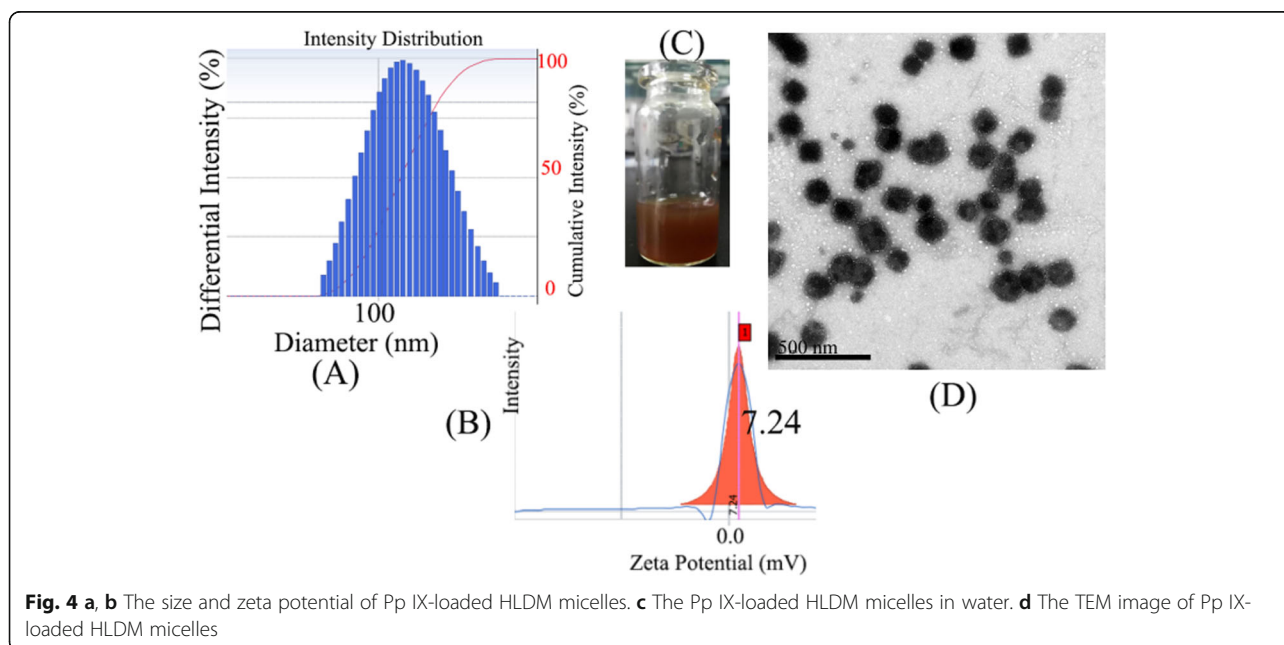 Intensity Distribution
Differential Intensity (%)
100
50
0
Cumulative Intensity (%)
100
Diameter (nm)
(A)
(C)
500 nm
(D)
(B)
Intensity
1
7.24
7.24
0.0
Zeta Potential (mV)
Fig. 4 a, b The size and zeta potential of Pp IX-loaded HLDM micelles. c The Pp IX-loaded HLDM micelles in water. d The TEM image of Pp IX-
loaded HLDM micelles